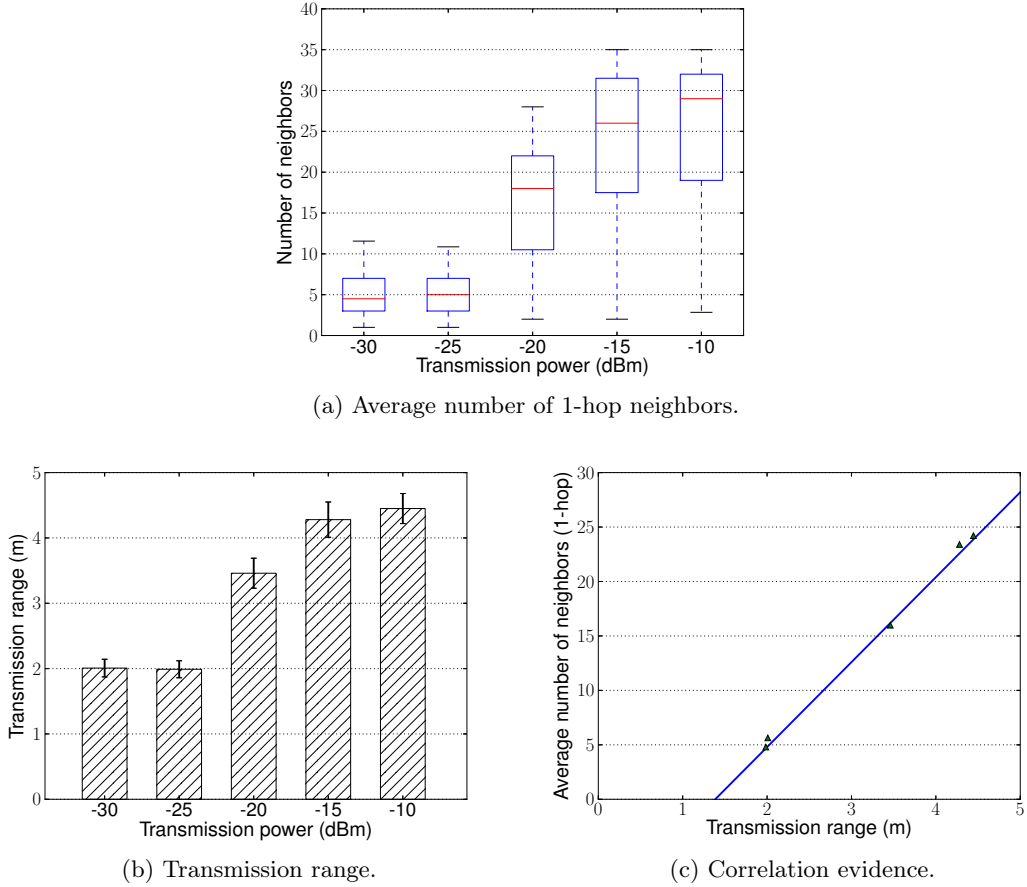 40
35
30
25
20
15
10
5
0
Number of neighbors
-30 -25 -20 -15 -10
Transmission power (dBm)
(a) Average number of 1-hop neighbors.
5
4
3
2
1
0
Transmission range (m)
-30 -25 -20 -15 -10
Transmission power (dBm)
(b) Transmission range.
30
25
20
15
10
5
0
Average number of neighbors (1-hop)
0 1 2 3 4 5
Transmission range (m)
(c) Correlation evidence.